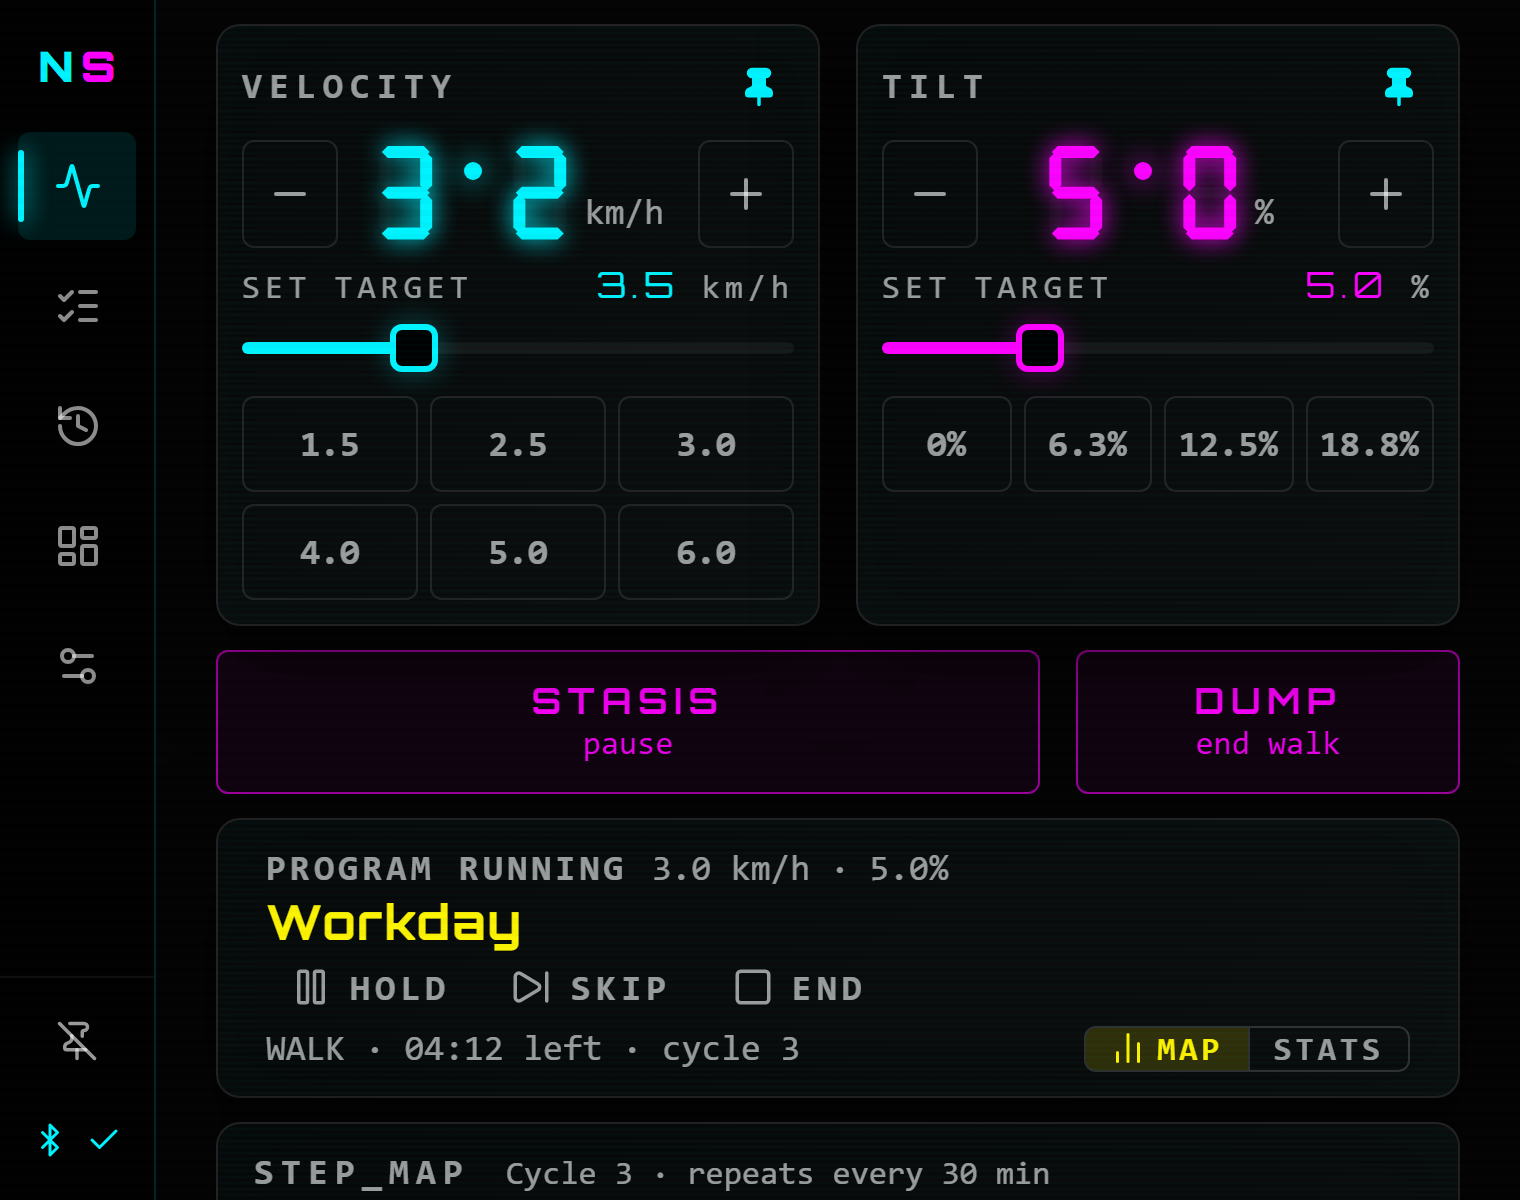 NS
VELOCITY
3.2 km/h
SET TARGET 3.5 km/h
1.5 2.5 3.0
4.0 5.0 6.0
TILT
5.0 %
SET TARGET 5.0 %
0% 6.3% 12.5% 18.8%
STASIS
pause
DUMP
end walk
PROGRAM RUNNING 3.0 km/h · 5.0%
Workday
HOLD SKIP END
WALK · 04:12 left · cycle 3
MAP STATS
STEP_MAP Cycle 3 · repeats every 30 min